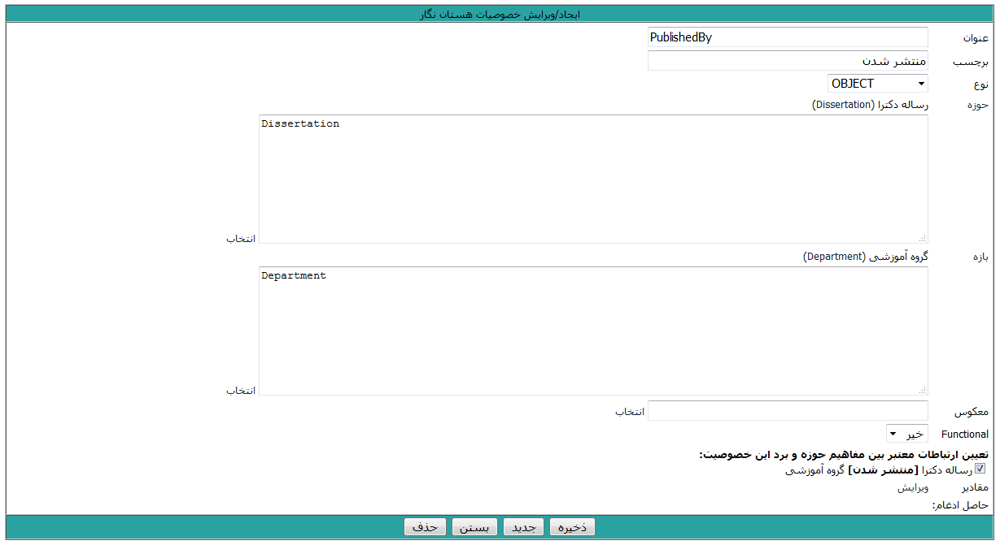 ایجاد/ویرایش خصوصیات هستان نگار
عنوان PublishedBy
برچسب منتشر شدن
نوع OBJECT
حوزه رساله دکترا (Dissertation)
Dissertation
انتخاب
بازه گروه آموزشی (Department)
Department
انتخاب
معکوس انتخاب
Functional خیر
تعیین ارتباطات معتبر بین مفاهیم حوزه و برد این خصوصیت:
رساله دکترا [منتشر شدن] گروه آموزشی
مقادیر ویرایش
حاصل ادغام:
ذخیره جدید بستن حذف